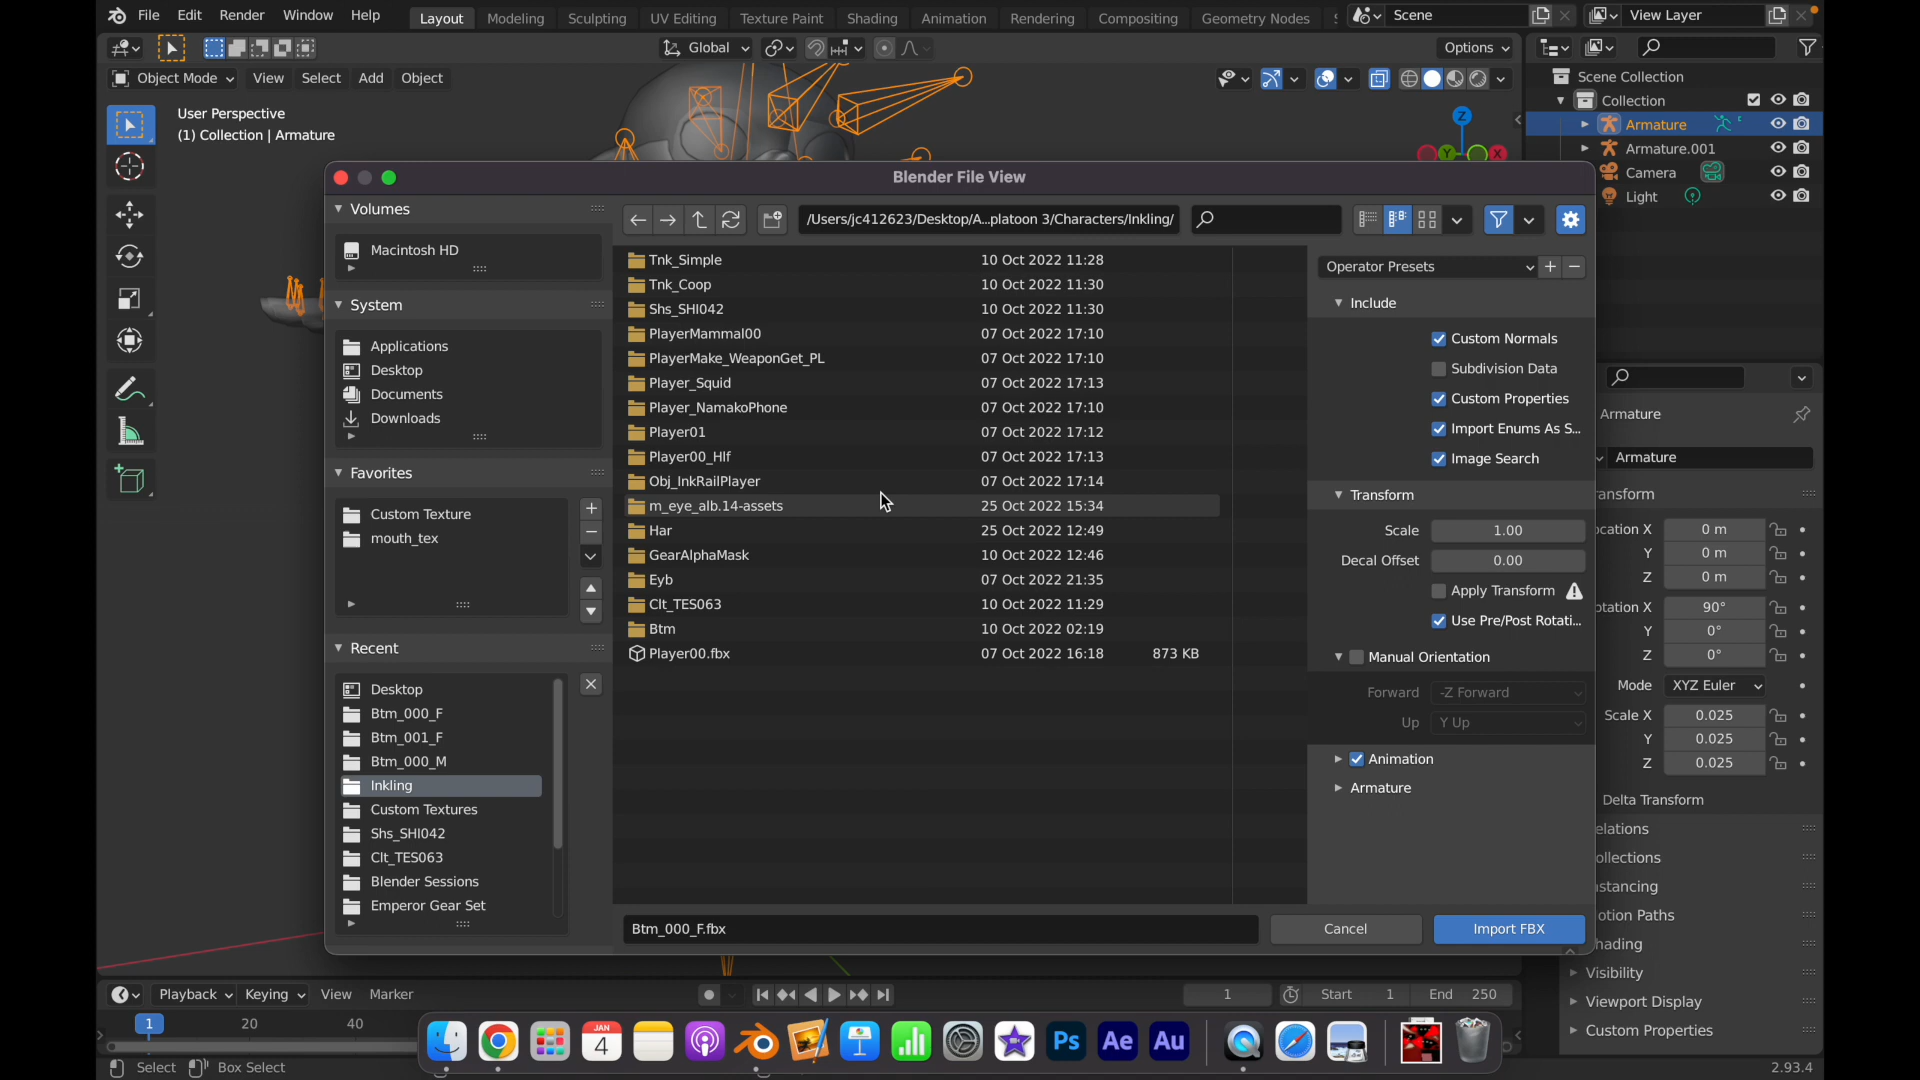 File Edit Render Window Help
Layout Modeling Sculpting UV Editing Texture Paint Shading Animation Rendering Compositing Geometry Nodes
Scene
View Layer
Global
Options
Object Mode View Select Add Object
User Perspective
(1) Collection | Armature
Z
Y
X
Scene Collection
Collection
Armature
Armature.001
Camera
Light
Blender File View
Volumes
Macintosh HD
System
Applications
Desktop
Documents
Downloads
Favorites
Custom Texture
mouth_tex
Recent
Desktop
Btm_000_F
Btm_001_F
Btm_000_M
Inkling
Custom Textures
Shs_SHI042
Clt_TES063
Blender Sessions
Emperor Gear Set
/Users/jc412623/Desktop/A...platoon 3/Characters/Inkling/
Tnk_Simple 10 Oct 2022 11:28
Tnk_Coop 10 Oct 2022 11:30
Shs_SHI042 10 Oct 2022 11:30
PlayerMammal00 07 Oct 2022 17:10
PlayerMake_WeaponGet_PL 07 Oct 2022 17:10
Player_Squid 07 Oct 2022 17:13
Player_NamakoPhone 07 Oct 2022 17:10
Player01 07 Oct 2022 17:12
Player00_Hlf 07 Oct 2022 17:13
Obj_InkRailPlayer 07 Oct 2022 17:14
m_eye_alb.14-assets 25 Oct 2022 15:34
Har 25 Oct 2022 12:49
GearAlphaMask 10 Oct 2022 12:46
Eyb 07 Oct 2022 21:35
Clt_TES063 10 Oct 2022 11:29
Btm 10 Oct 2022 02:19
Player00.fbx 07 Oct 2022 16:18 873 KB
Operator Presets
Include
Custom Normals
Subdivision Data
Custom Properties
Import Enums As S...
Image Search
Transform
Scale 1.00
Decal Offset 0.00
Apply Transform
Use Pre/Post Rotati...
Manual Orientation
Forward -Z Forward
Up Y Up
Animation
Armature
Btm_000_F.fbx
Cancel
Import FBX
Armature
Armature
ransform
ocation X 0 m
Y 0 m
Z 0 m
otation X 90°
Y 0°
Z 0°
Mode XYZ Euler
Scale X 0.025
Y 0.025
Z 0.025
Delta Transform
elations
ollections
nstancing
otion Paths
hading
Visibility
Viewport Display
Custom Properties
Playback Keying View Marker
1
Start 1
End 250
1 20 40
JAN
4
Ps
Ae
Au
Select
Box Select
2.93.4